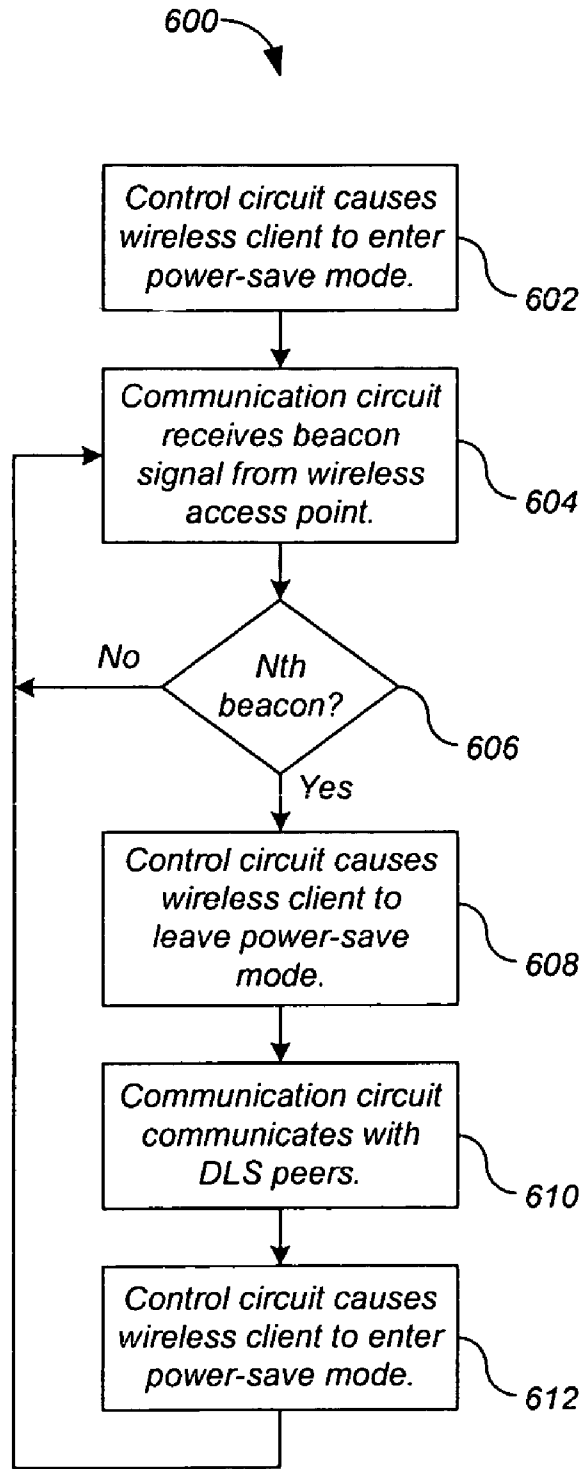 600
Control circuit causes
wireless client to enter
power-save mode.
602
Communication circuit
receives beacon
signal from wireless
access point.
604
No
Nth
beacon?
606
Yes
Control circuit causes
wireless client to
leave power-save
mode.
608
Communication circuit
communicates with
DLS peers.
610
Control circuit causes
wireless client to enter
power-save mode.
612